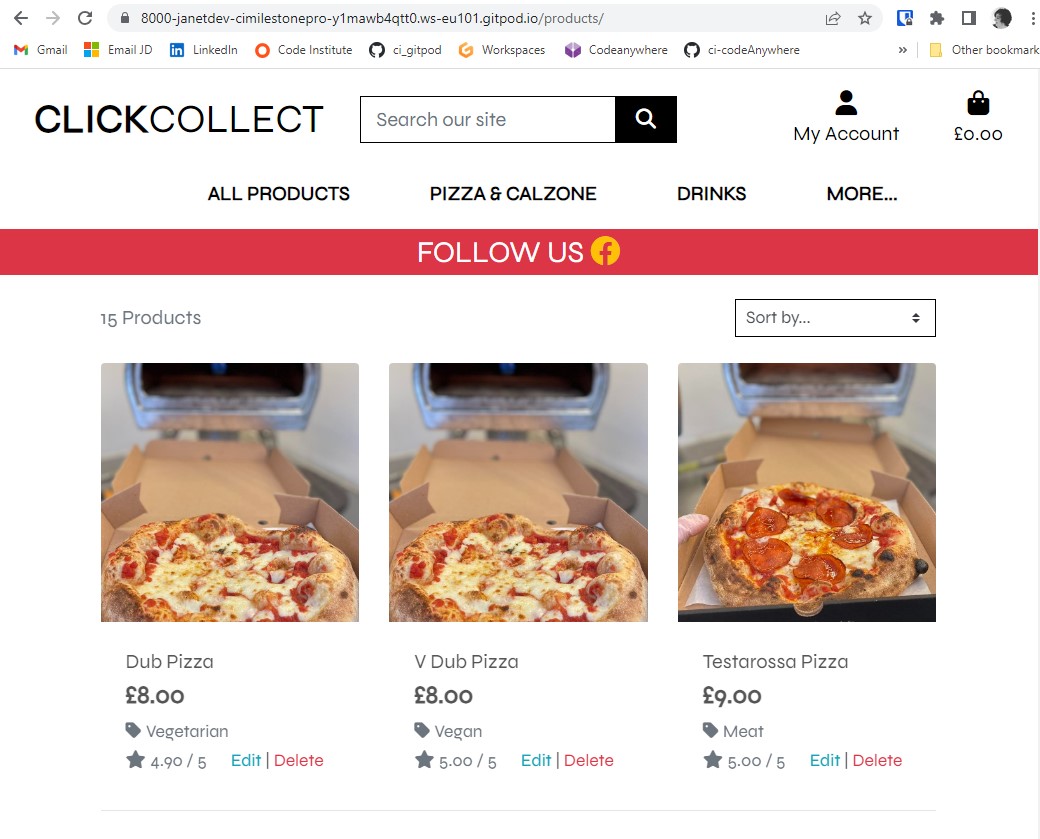 8000-janetdev-cimilestonepro-y1mawb4qtt0.ws-eu101.gitpod.io/products/
Gmail Email JD LinkedIn Code Institute ci_gitpod Workspaces Codeanywhere ci-codeAnywhere » Other bookmark
CLICKCOLLECT Search our site My Account £0.00
ALL PRODUCTS PIZZA & CALZONE DRINKS MORE...
FOLLOW US
15 Products Sort by...
Dub Pizza V Dub Pizza Testarossa Pizza
£8.00 £8.00 £9.00
Vegetarian Vegan Meat
4.90 / 5 Edit | Delete 5.00 / 5 Edit | Delete 5.00 / 5 Edit | Delete